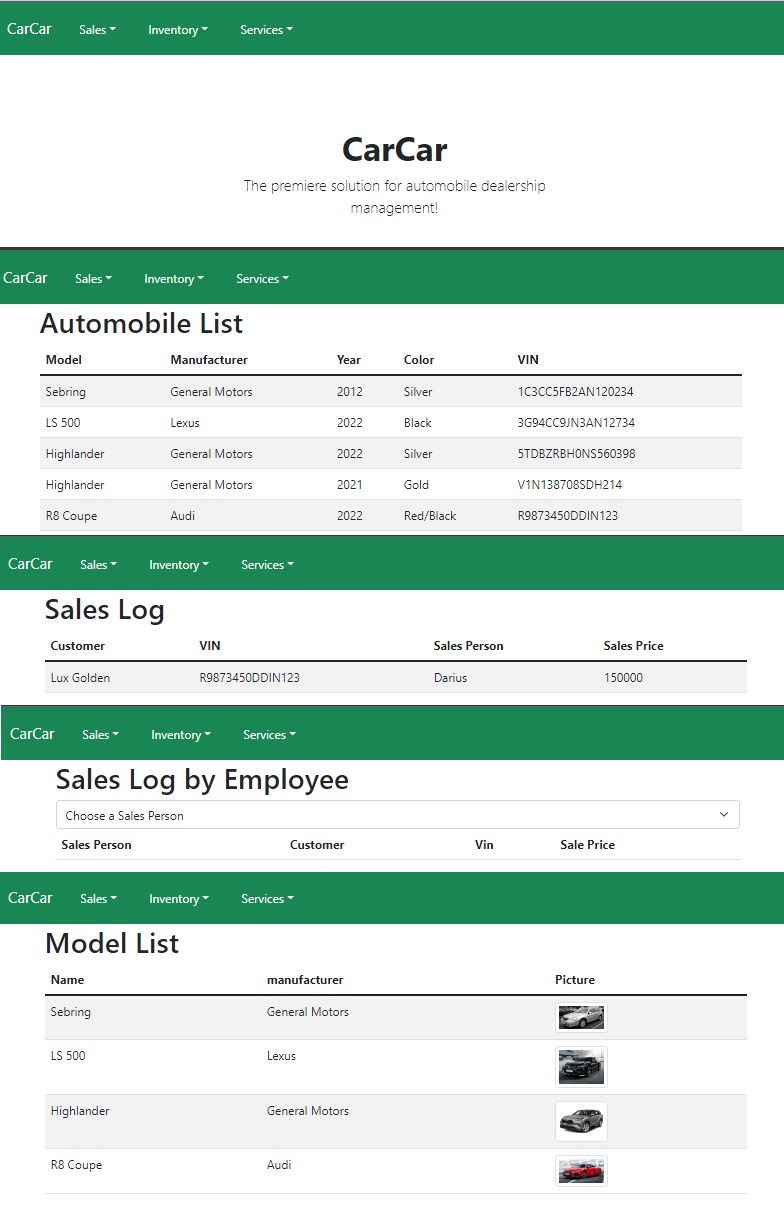 CarCar Sales Inventory Services
CarCar
The premiere solution for automobile dealership
management!
CarCar Sales Inventory Services
Automobile List
Model Manufacturer Year Color VIN
Sebring General Motors 2012 Silver 1C3CC5FB2AN120234
LS 500 Lexus 2022 Black 3G94CC9JN3AN12734
Highlander General Motors 2022 Silver 5TDBZRBH0NS560398
Highlander General Motors 2021 Gold V1N138708SDH214
R8 Coupe Audi 2022 Red/Black R9873450DDIN123
CarCar Sales Inventory Services
Sales Log
Customer VIN Sales Person Sales Price
Lux Golden R9873450DDIN123 Darius 150000
CarCar Sales Inventory Services
Sales Log by Employee
Choose a Sales Person
Sales Person Customer Vin Sale Price
CarCar Sales Inventory Services
Model List
Name manufacturer Picture
Sebring General Motors
LS 500 Lexus
Highlander General Motors
R8 Coupe Audi